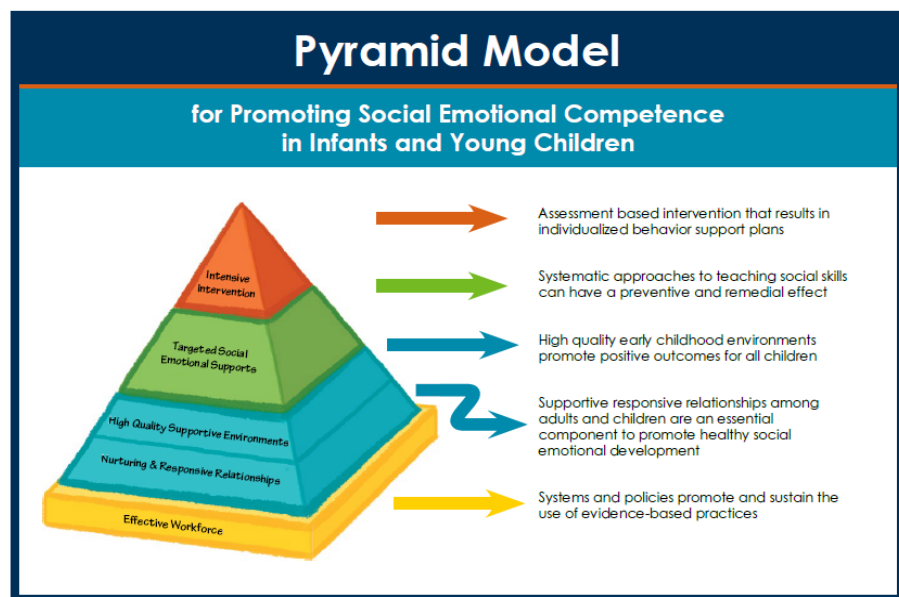 Pyramid Model
for Promoting Social Emotional Competence
in Infants and Young Children
Intensive
Intervention
Assessment based intervention that results in
individualized behavior support plans
Targeted Social
Emotional Supports
Systematic approaches to teaching social skills
can have a preventive and remedial effect
High Quality Supportive Environments
High quality early childhood environments
promote positive outcomes for all children
Nurturing & Responsive Relationships
Supportive responsive relationships among
adults and children are an essential
component to promote healthy social
emotional development
Effective Workforce
Systems and policies promote and sustain the
use of evidence-based practices